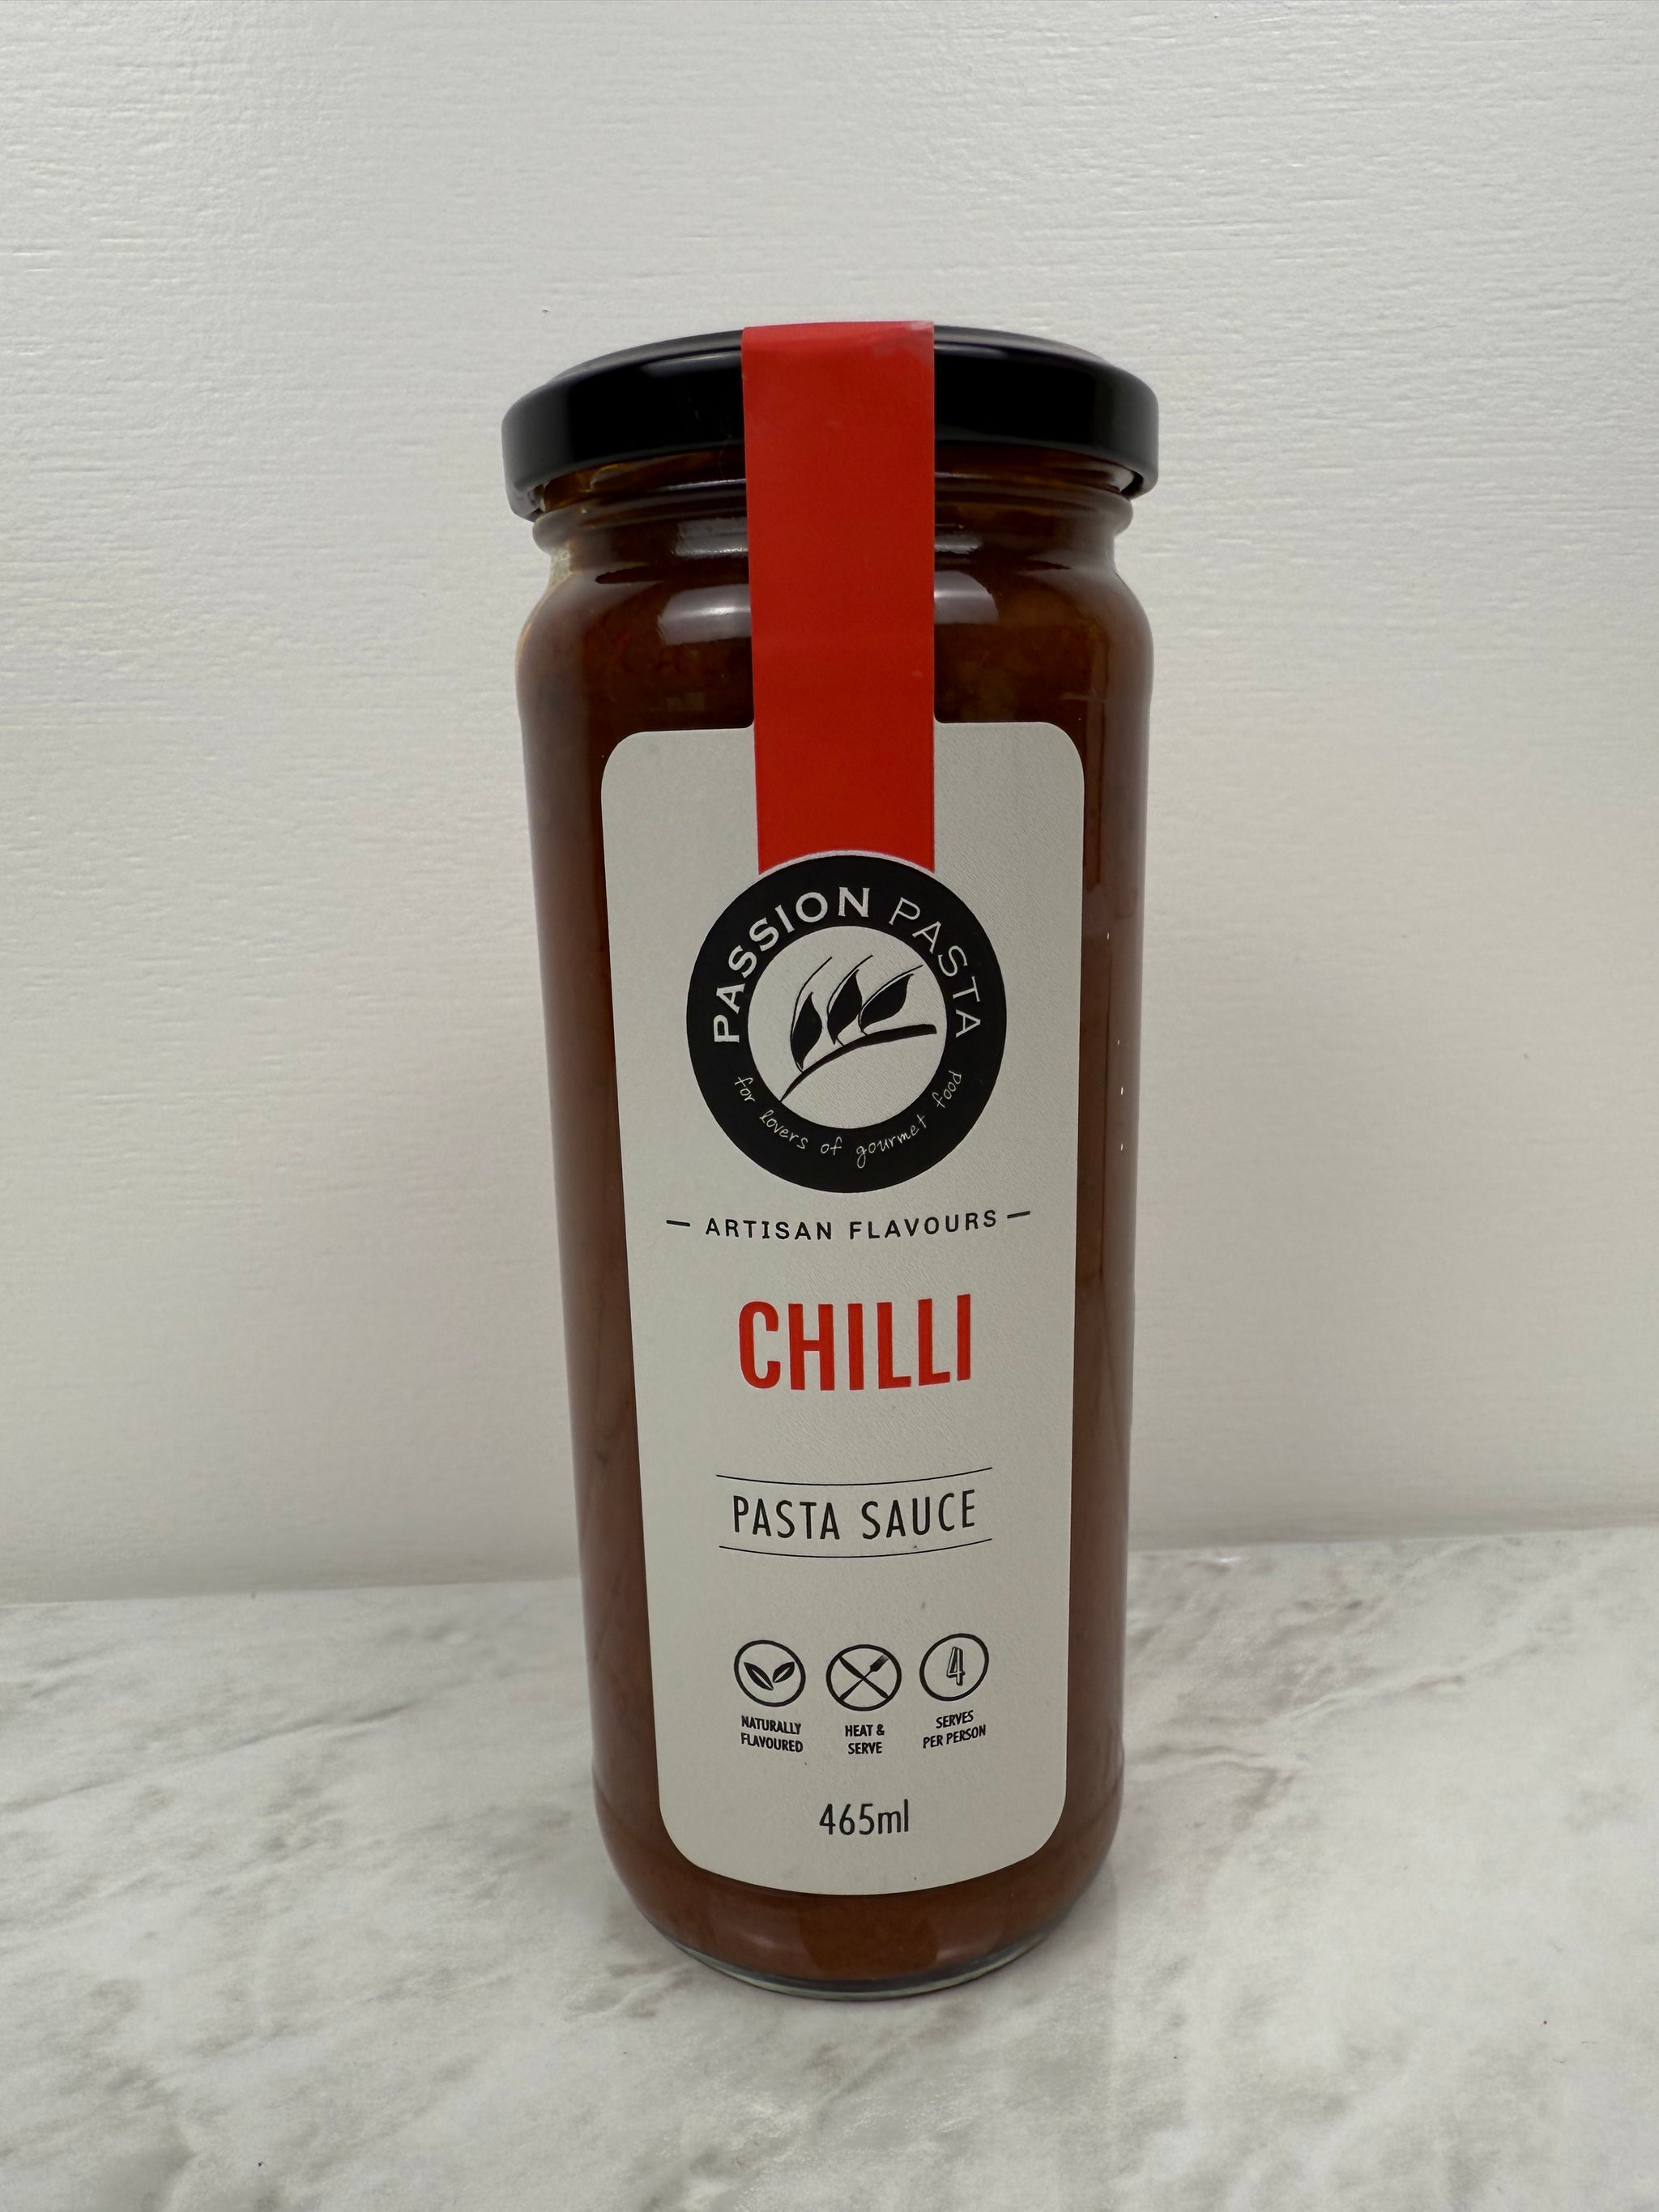 PASSION PASTA
for lovers of gourmet food
— ARTISAN FLAVOURS —
CHILLI
PASTA SAUCE
4
NATURALLY
FLAVOURED
HEAT &
SERVE
SERVES
PER PERSON
465ml